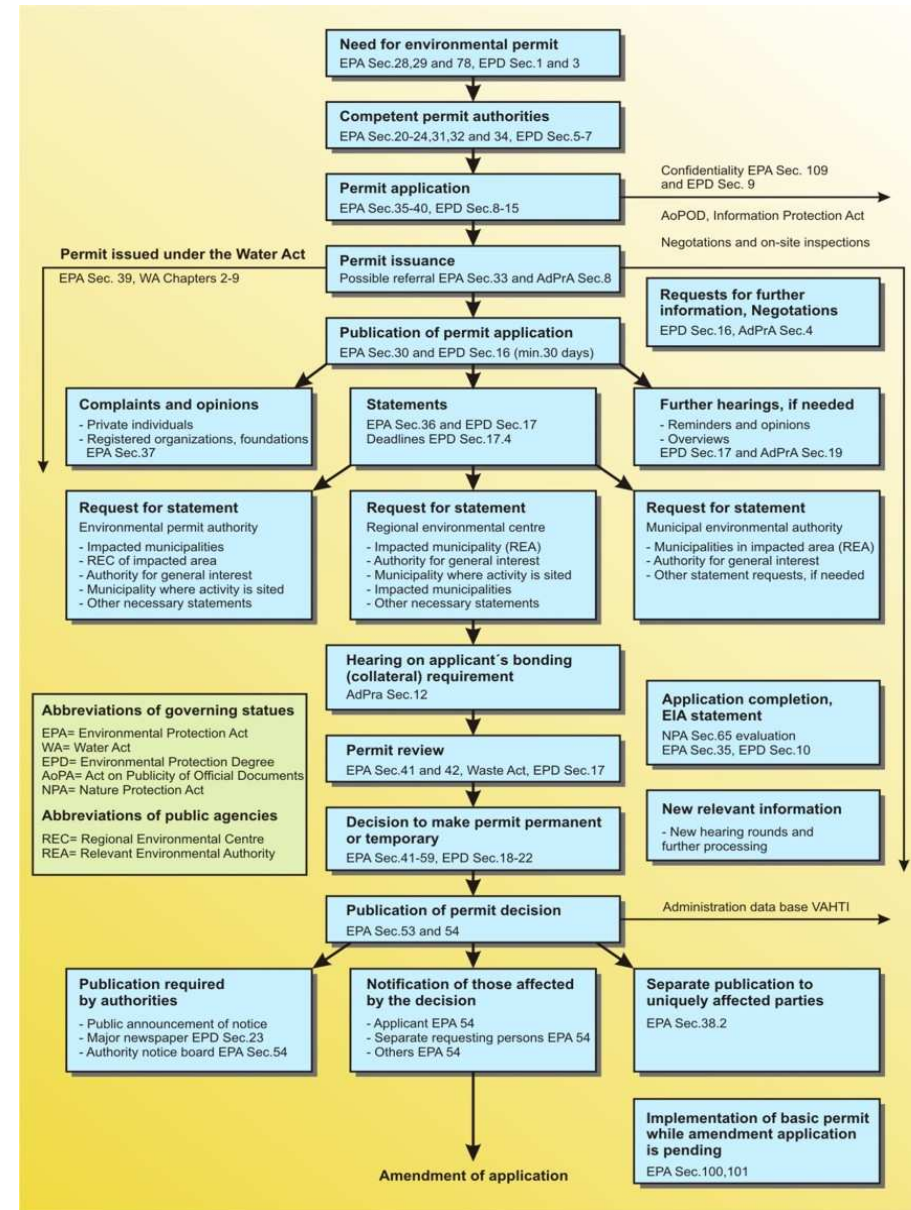 Need for environmental permit
EPA Sec.28,29 and 78, EPD Sec.1 and 3
Competent permit authorities
EPA Sec.20-24,31,32 and 34, EPD Sec.5-7
Permit application
EPA Sec.35-40, EPD Sec.8-15
Confidentiality EPA Sec. 109
and EPD Sec. 9
AoPOD, Information Protection Act
Negotations and on-site inspections
Permit issued under the Water Act
EPA Sec. 39, WA Chapters 2-9
Permit issuance
Possible referral EPA Sec.33 and AdPrA Sec.8
Requests for further
information, Negotations
EPD Sec.16, AdPrA Sec.4
Publication of permit application
EPA Sec.30 and EPD Sec.16 (min.30 days)
Complaints and opinions
- Private individuals
- Registered organizations, foundations
EPA Sec.37
Statements
EPA Sec.36 and EPD Sec.17
Deadlines EPD Sec.17.4
Further hearings, if needed
- Reminders and opinions
- Overviews
EPD Sec.17 and AdPrA Sec.19
Request for statement
Environmental permit authority
- Impacted municipalities
- REC of impacted area
- Authority for general interest
- Municipality where activity is sited
- Other necessary statements
Request for statement
Regional environmental centre
- Impacted municipality (REA)
- Authority for general interest
- Municipality where activity is sited
- Impacted municipalities
- Other necessary statements
Request for statement
Municipal environmental authority
- Municipalities in impacted area (REA)
- Authority for general interest
- Other statement requests, if needed
Hearing on applicant´s bonding
(collateral) requirement
AdPra Sec.12
Abbreviations of governing statues
EPA= Environmental Protection Act
WA= Water Act
EPD= Environmental Protection Degree
AoPA= Act on Publicity of Official Documents
NPA= Nature Protection Act
Abbreviations of public agencies
REC= Regional Environmental Centre
REA= Relevant Environmental Authority
Application completion,
EIA statement
NPA Sec.65 evaluation
EPA Sec.35, EPD Sec.10
Permit review
EPA Sec.41 and 42, Waste Act, EPD Sec.17
New relevant information
- New hearing rounds and
further processing
Decision to make permit permanent
or temporary
EPA Sec.41-59, EPD Sec.18-22
Publication of permit decision
EPA Sec.53 and 54
Administration data base VAHTI
Publication required
by authorities
- Public announcement of notice
- Major newspaper EPD Sec.23
- Authority notice board EPA Sec.54
Notification of those affected
by the decision
- Applicant EPA 54
- Separate requesting persons EPA 54
- Others EPA 54
Separate publication to
uniquely affected parties
EPA Sec.38.2
Implementation of basic permit
while amendment application
is pending
EPA Sec.100,101
Amendment of application